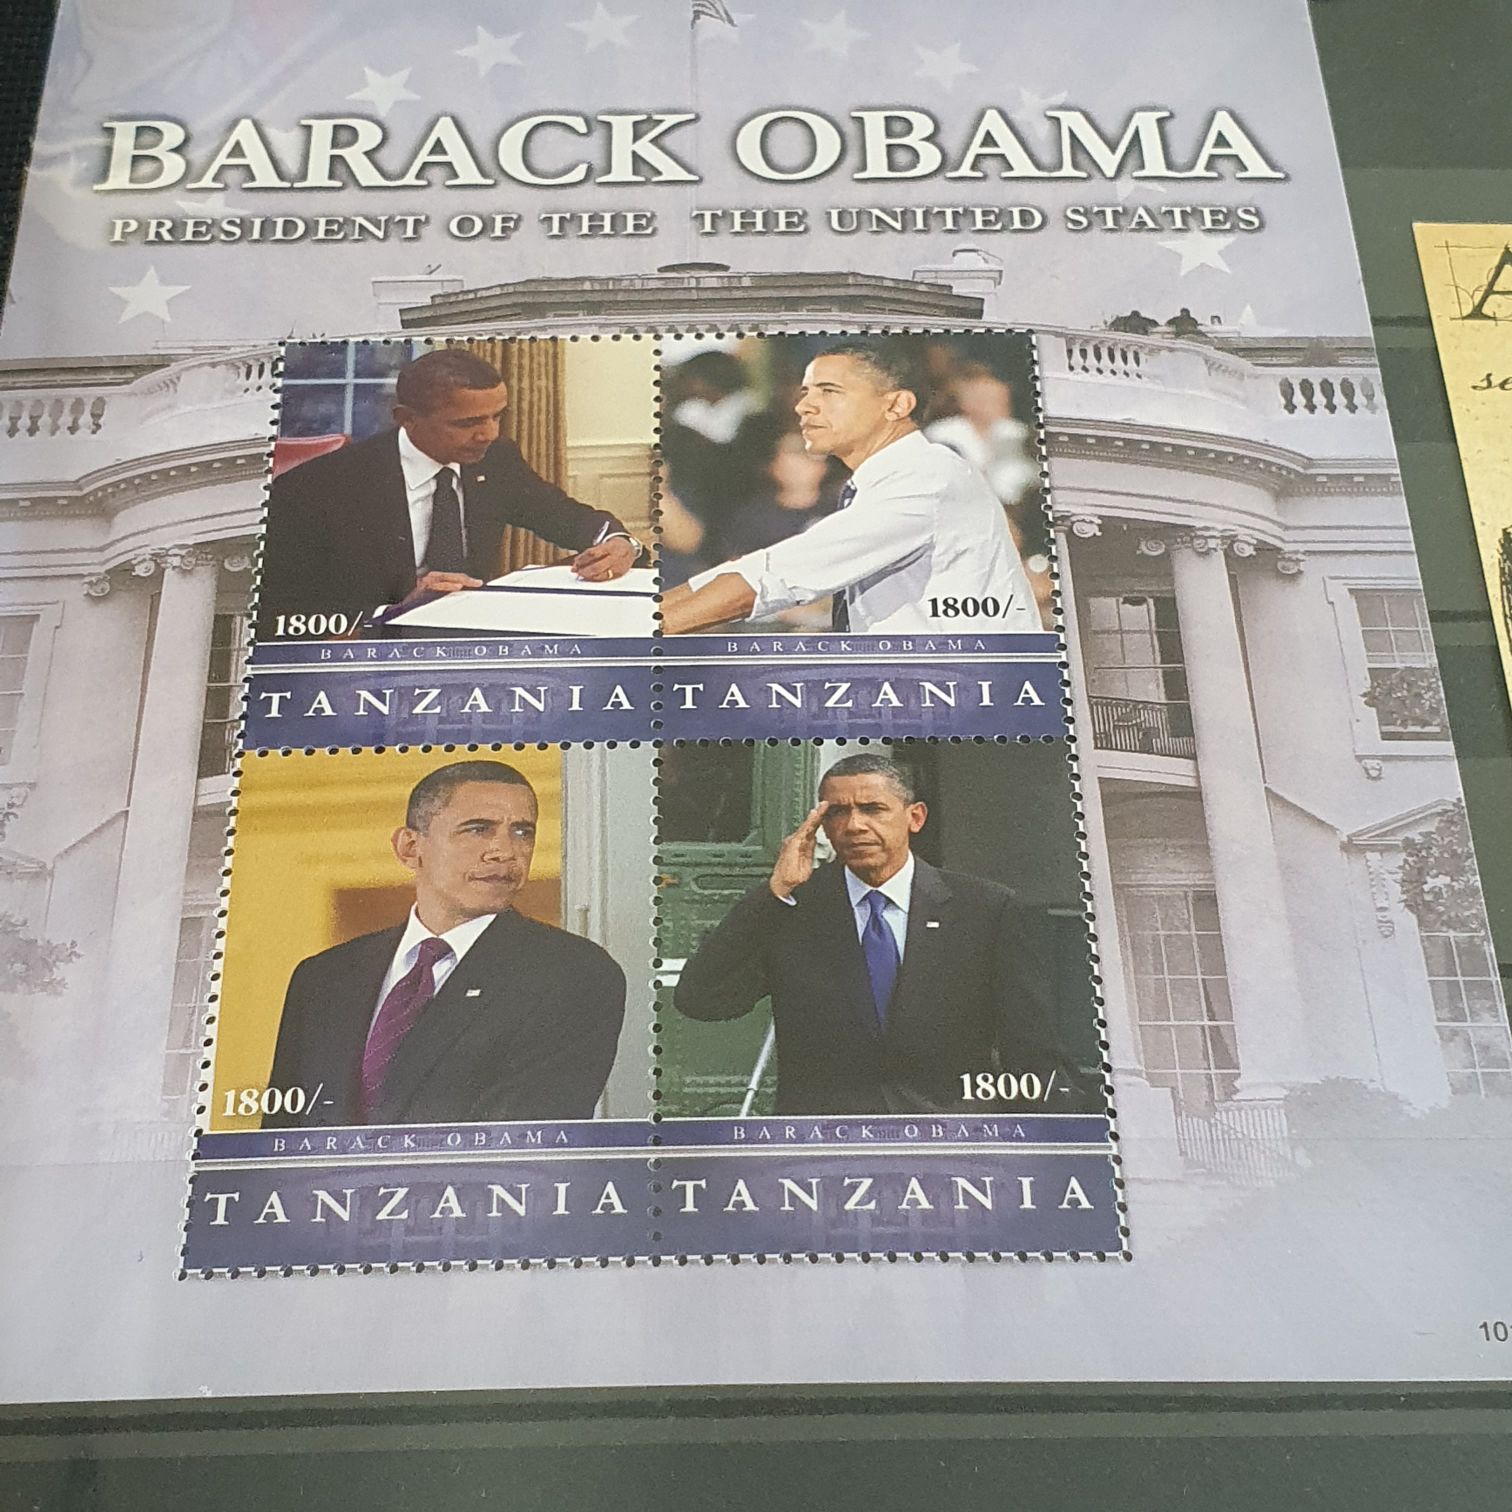 BARACK OBAMA
PRESIDENT OF THE THE UNITED STATES
1800/-
BARACK OBAMA
TANZANIA
1800/-
BARACK OBAMA
TANZANIA
1800/-
BARACK OBAMA
TANZANIA
1800/-
BARACK OBAMA
TANZANIA